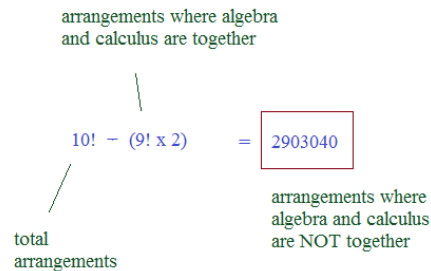 arrangements where algebra
and calculus are together
10! − (9! x 2) = 2903040
arrangements where
algebra and calculus
are NOT together
total
arrangements